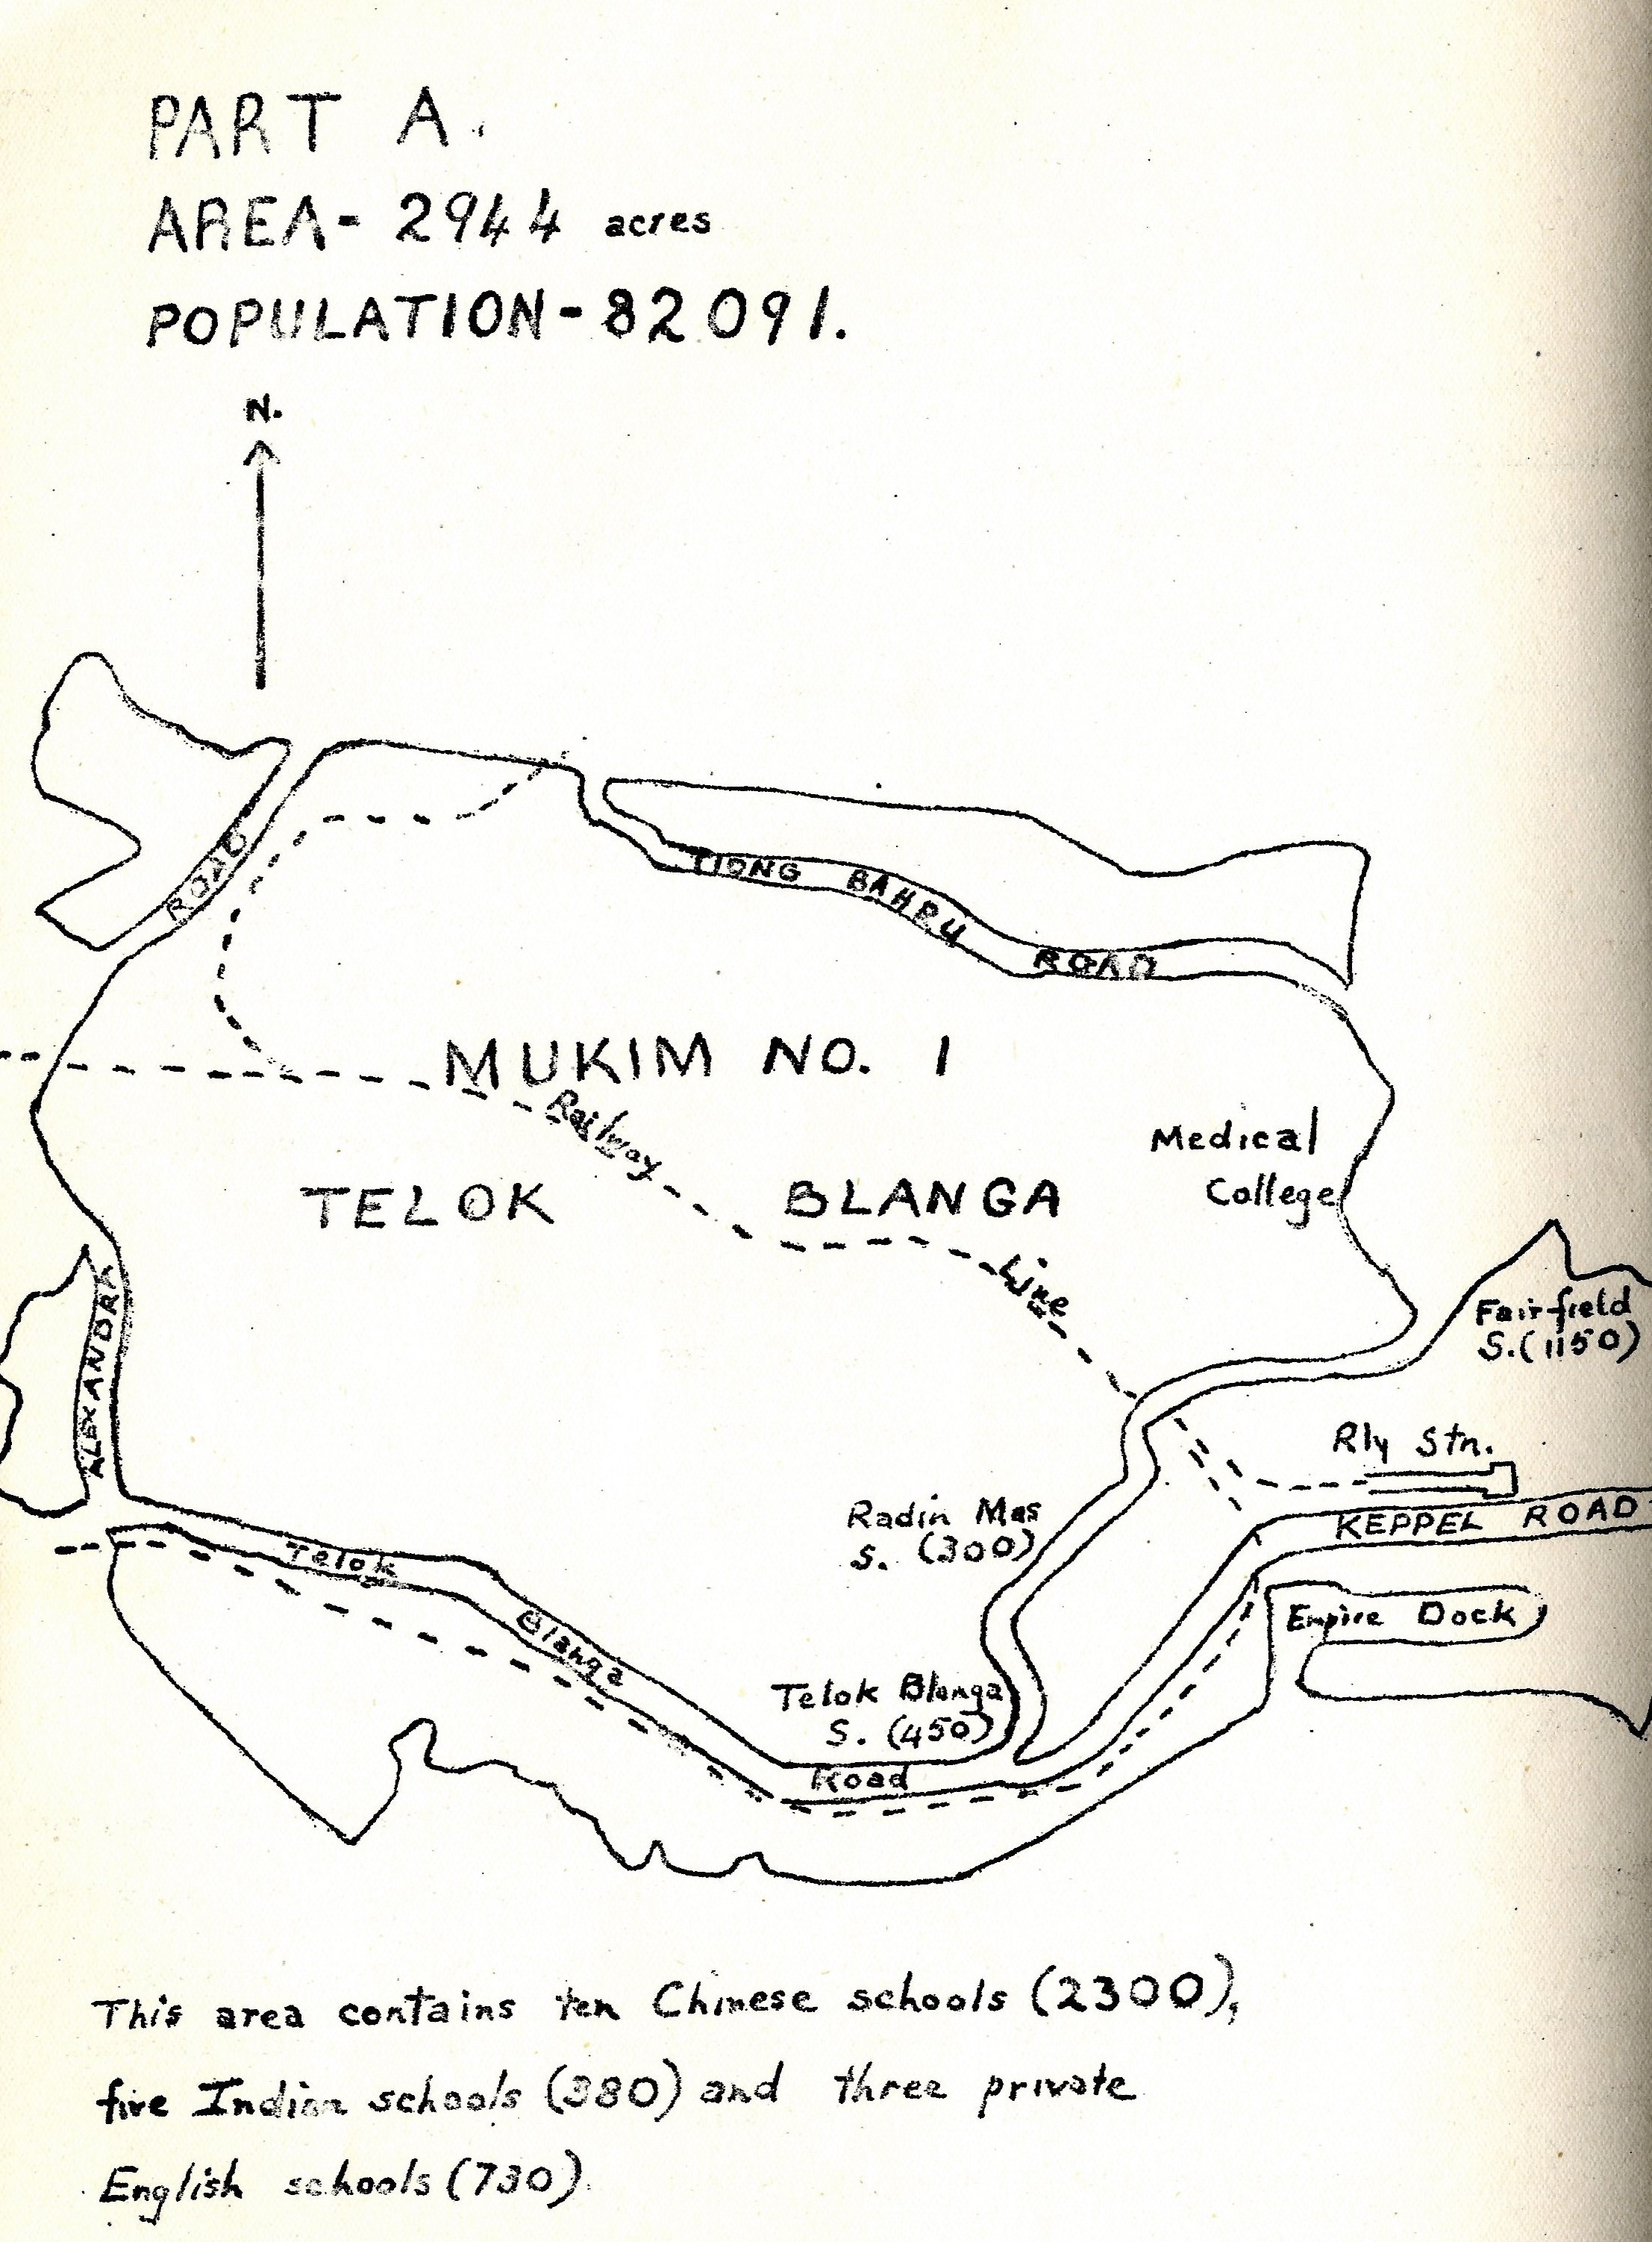 PART A.
AREA- 2944 acres
POPULATION-82091.
N.
ROAD
TIONG BAHRU ROAD
MUKIM NO. 1
Railway
TELOK BLANGA
Line
Medical
College
ALEXANDRA
Fairfield
S. (1150)
Rly Stn.
KEPPEL ROAD
Radin Mas
S. (300)
Empire Dock
Telok
Blanga
Road
Telok Blanga
S. (450)
This area contains ten Chinese schools (2300),
five Indian schools (380) and three private
English schools (730).